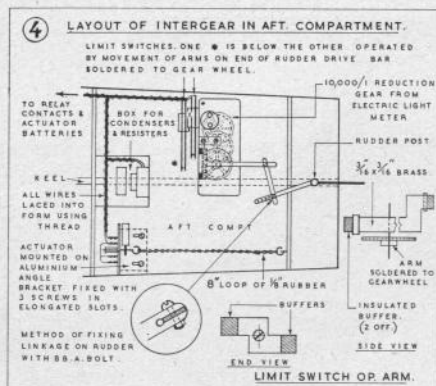 4 LAYOUT OF INTERGEAR IN AFT. COMPARTMENT.
LIMIT SWITCHES. ONE * IS BELOW THE OTHER OPERATED
BY MOVEMENT OF ARMS ON END OF RUDDER DRIVE BAR
SOLDERED TO GEAR WHEEL.
TO RELAY
CONTACTS &
ACTUATOR
BATTERIES
BOX FOR
CONDENSERS
& RESISTERS
10,000/1 REDUCTION
GEAR FROM
ELECTRIC LIGHT
METER
RUDDER POST
3/16" x 3/16" BRASS
*
KEEL
ALL WIRES
LACED INTO
FORM USING
THREAD
AFT COMPT
ACTUATOR
MOUNTED ON
ALUMINIUM
ANGLE
BRACKET FIXED WITH
3 SCREWS IN
ELONGATED SLOTS.
8" LOOP OF RUBBER
ARM
SOLDERED TO
GEARWHEEL
INSULATED
BUFFER.
(2 OFF.)
SIDE VIEW
METHOD OF FIXING
LINKAGE ON RUDDER
WITH 8B.A. BOLT.
BUFFERS
END VIEW
LIMIT SWITCH OP. ARM.